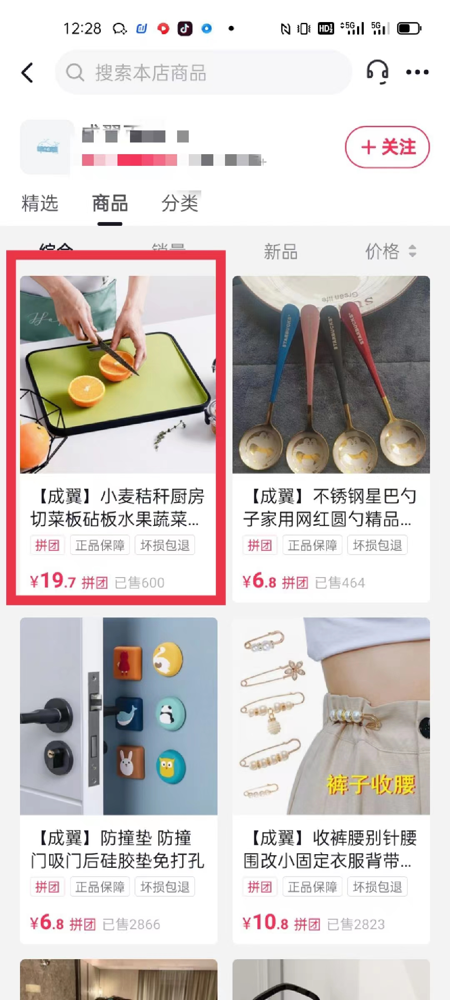 12:28
HD 5G 5G
搜索本店商品
+ 关注
精选 商品 分类
综合 销量 新品 价格
Green life
STARBUCKS
STARBUCKS
STARBUCKS
【成翼】小麦秸秆厨房
切菜板砧板水果蔬菜...
拼团 正品保障 坏损包退
¥19.7 拼团 已售600
【成翼】不锈钢星巴勺
子家用网红圆勺精品...
拼团 正品保障 坏损包退
¥6.8 拼团 已售464
裤子收腰
【成翼】防撞垫 防撞
门吸门后硅胶垫免打孔
拼团 正品保障 坏损包退
¥6.8 拼团 已售2866
【成翼】收裤腰别针腰
围改小固定衣服背带...
拼团 正品保障 坏损包退
¥10.8 拼团 已售2823